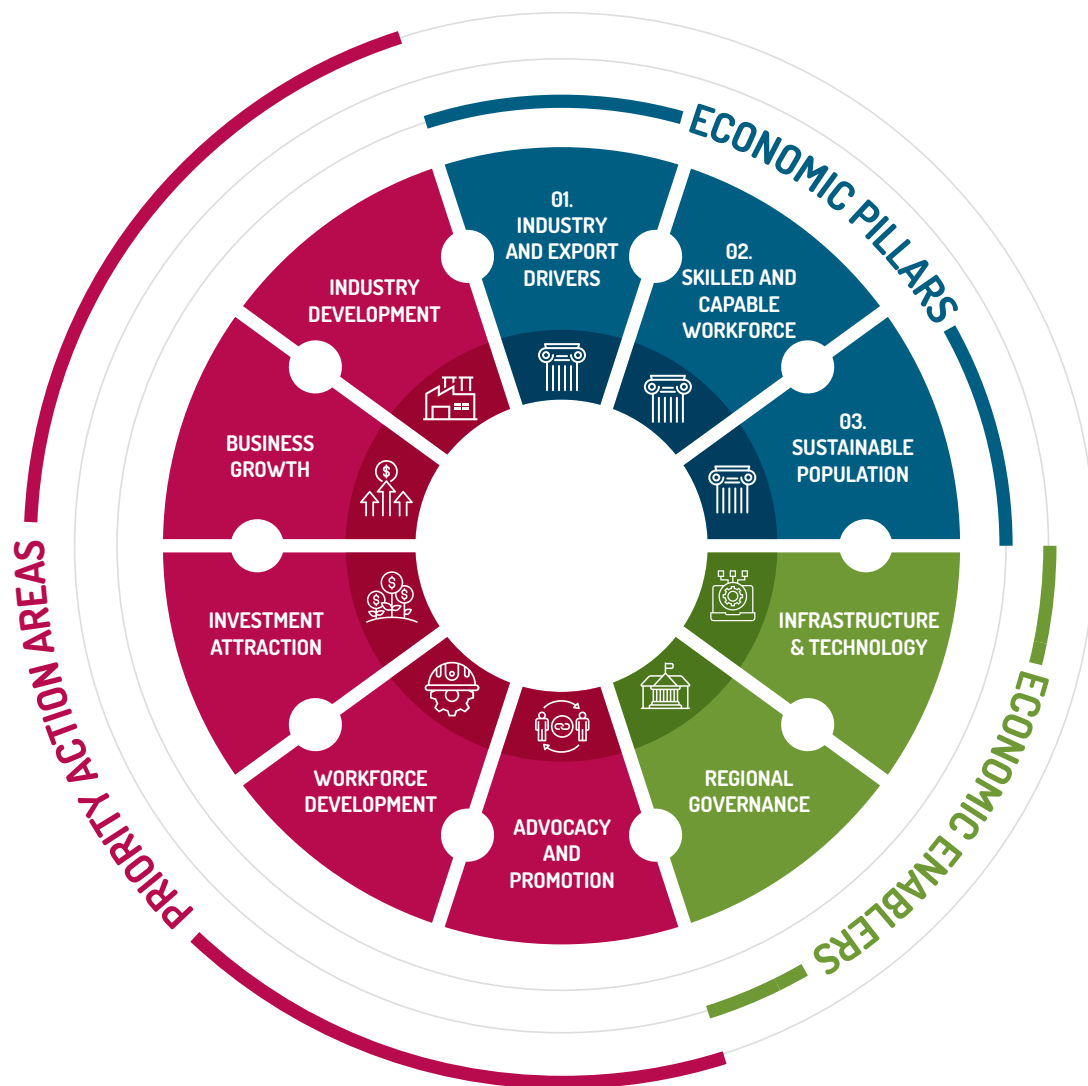 ECONOMIC PILLARS
01.
INDUSTRY
AND EXPORT
DRIVERS
02.
SKILLED AND
CAPABLE
WORKFORCE
03.
SUSTAINABLE
POPULATION
ECONOMIC ENABLERS
INFRASTRUCTURE
& TECHNOLOGY
REGIONAL
GOVERNANCE
PRIORITY ACTION AREAS
ADVOCACY
AND
PROMOTION
WORKFORCE
DEVELOPMENT
INVESTMENT
ATTRACTION
BUSINESS
GROWTH
INDUSTRY
DEVELOPMENT
$
$
$
$